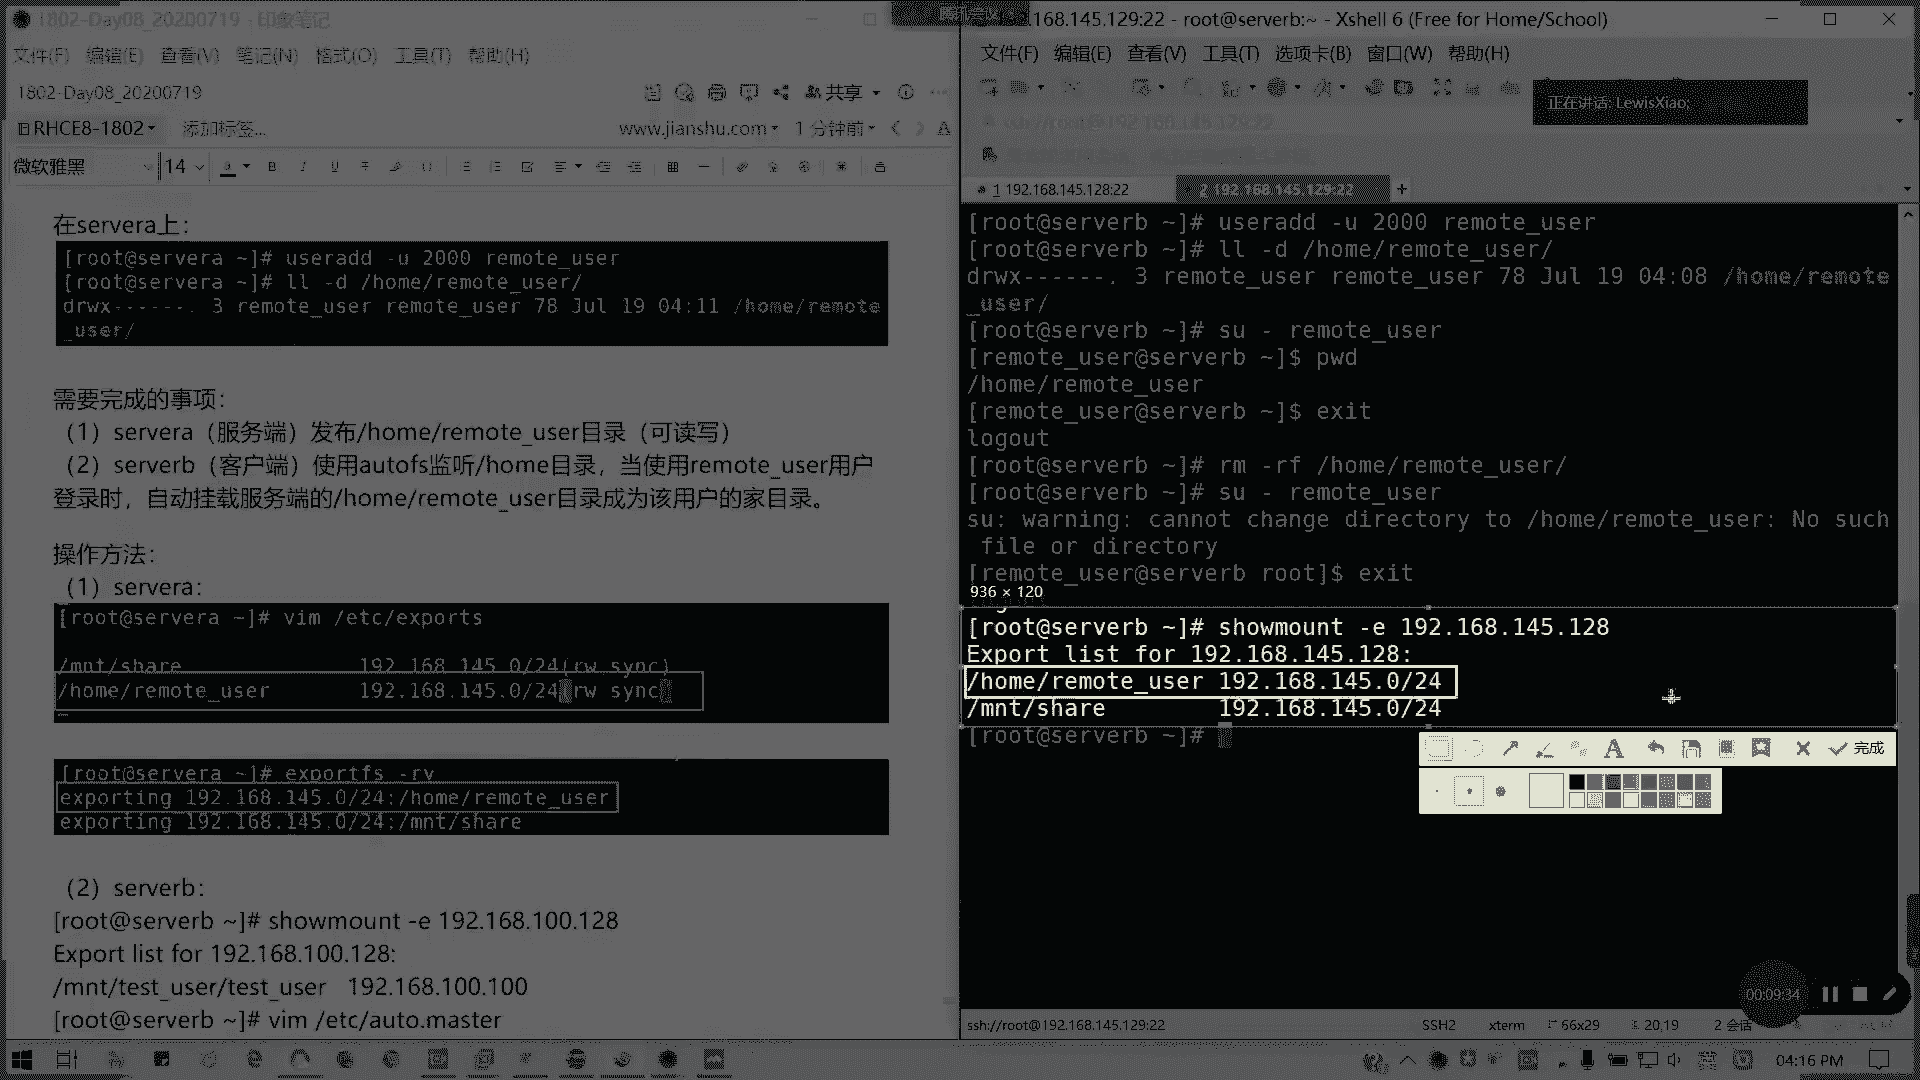 1802-Day08_20200719 - 印象笔记
文件(F) 编辑(E) 查看(V) 笔记(N) 格式(O) 工具(T) 帮助(H)
1802-Day08_20200719
共享
RHCE8-1802
添加标签...
www.jianshu.com
1 分钟前
微软雅黑
14
在servera上：
[root@servera ~]# useradd -u 2000 remote_user
[root@servera ~]# ll -d /home/remote_user/
drwx------. 3 remote_user remote_user 78 Jul 19 04:11 /home/remote
_user/
需要完成的事项：
（1）servera（服务端）发布/home/remote_user目录（可读写）
（2）serverb（客户端）使用autofs监听/home目录，当使用remote_user用户
登录时，自动挂载服务端的/home/remote_user目录成为该用户的家目录。
操作方法：
（1）servera：
[root@servera ~]# vim /etc/exports
/mnt/share 192.168.145.0/24(rw,sync)
/home/remote_user 192.168.145.0/24(rw,sync)
[root@servera ~]# exportfs -rv
exporting 192.168.145.0/24:/home/remote_user
exporting 192.168.145.0/24:/mnt/share
（2）serverb：
[root@serverb ~]# showmount -e 192.168.100.128
Export list for 192.168.100.128:
/mnt/test_user/test_user 192.168.100.100
[root@serverb ~]# vim /etc/auto.master
168.145.129:22 - root@serverb:~ - Xshell 6 (Free for Home/School)
文件(F) 编辑(E) 查看(V) 工具(T) 选项卡(B) 窗口(W) 帮助(H)
正在讲话: LewisXiao;
ssh://root@192.168.145.129:22
1 192.168.145.128:22
2 192.168.145.129:22
[root@serverb ~]# useradd -u 2000 remote_user
[root@serverb ~]# ll -d /home/remote_user/
drwx------. 3 remote_user remote_user 78 Jul 19 04:08 /home/remote
_user/
[root@serverb ~]# su - remote_user
[remote_user@serverb ~]$ pwd
/home/remote_user
[remote_user@serverb ~]$ exit
logout
[root@serverb ~]# rm -rf /home/remote_user/
[root@serverb ~]# su - remote_user
su: warning: cannot change directory to /home/remote_user: No such
file or directory
[remote_user@serverb root]$ exit
936 × 120
[root@serverb ~]# showmount -e 192.168.145.128
Export list for 192.168.145.128:
/home/remote_user 192.168.145.0/24
/mnt/share 192.168.145.0/24
[root@serverb ~]#
完成
00:09:34
ssh://root@192.168.145.129:22
SSH2
xterm
66x29
20,19
2 会话
04:16 PM